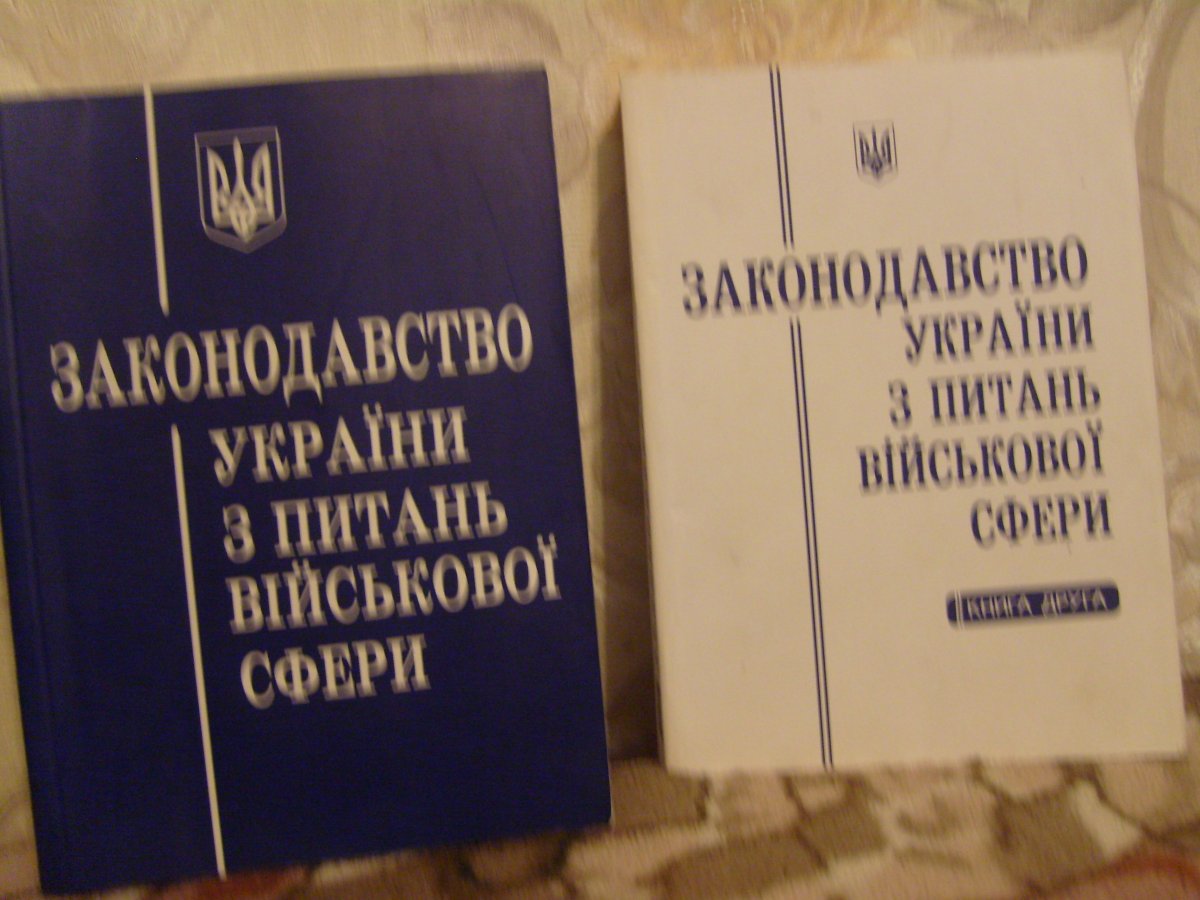 ЗАКОНОДАВСТВО
УКРАЇНИ
З ПИТАНЬ
ВІЙСЬКОВОЇ
СФЕРИ
ЗАКОНОДАВСТВО
УКРАЇНИ
З ПИТАНЬ
ВІЙСЬКОВОЇ
СФЕРИ
КНИГА ДРУГА